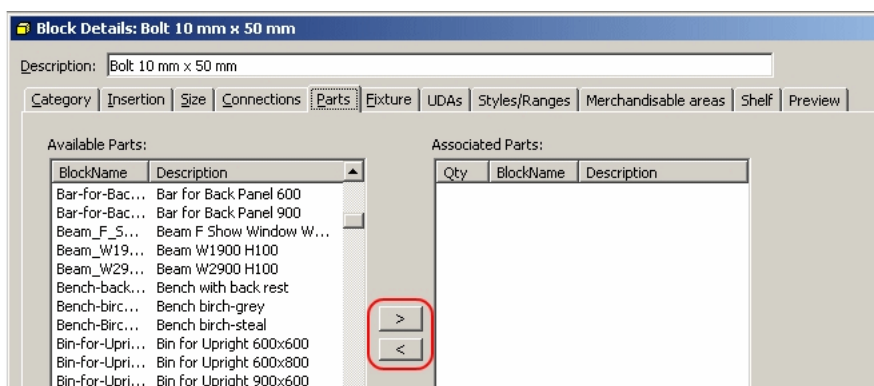 Block Details: Bolt 10 mm x 50 mm
Description: Bolt 10 mm x 50 mm
Category Insertion Size Connections Parts Fixture UDAs Styles/Ranges Merchandisable areas Shelf Preview
Available Parts: Associated Parts:
BlockName Description Qty BlockName Description
Bar-for-Bac... Bar for Back Panel 600
Bar-for-Bac... Bar for Back Panel 900
Beam_F_S... Beam F Show Window W...
Beam_W19... Beam W1900 H100
Beam_W29... Beam W2900 H100
Bench-back... Bench with back rest
Bench-birc... Bench birch-grey
Bench-Birc... Bench birch-steal
Bin-for-Upri... Bin for Upright 600x600
Bin-for-Upri... Bin for Upright 600x800
Bin-for-Upri... Bin for Upright 900x600
>
<